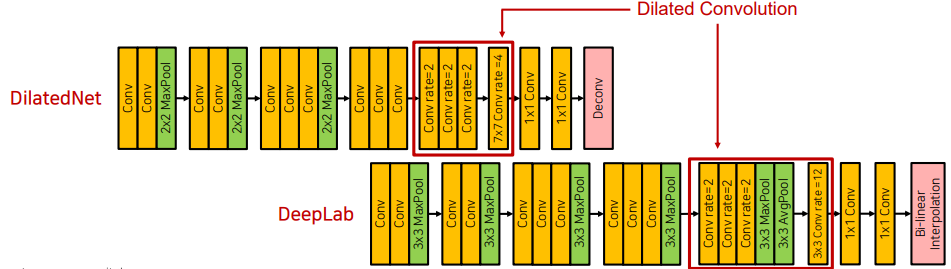 Dilated Convolution
DilatedNet
Conv
Conv
2x2 MaxPool
Conv
Conv
2x2 MaxPool
Conv
Conv
Conv
2x2 MaxPool
Conv
Conv
Conv
Conv rate=2
Conv rate=2
Conv rate=2
7x7 Conv rate =4
1x1 Conv
1x1 Conv
Deconv
DeepLab
Conv
Conv
3x3 MaxPool
Conv
Conv
3x3 MaxPool
Conv
Conv
Conv
3x3 MaxPool
Conv
Conv
Conv
3x3 MaxPool
Conv rate=2
Conv rate=2
Conv rate=2
3x3 MaxPool
3x3 AvgPool
3x3 Conv rate =12
1x1 Conv
1x1 Conv
Bi-linear
Interpolation